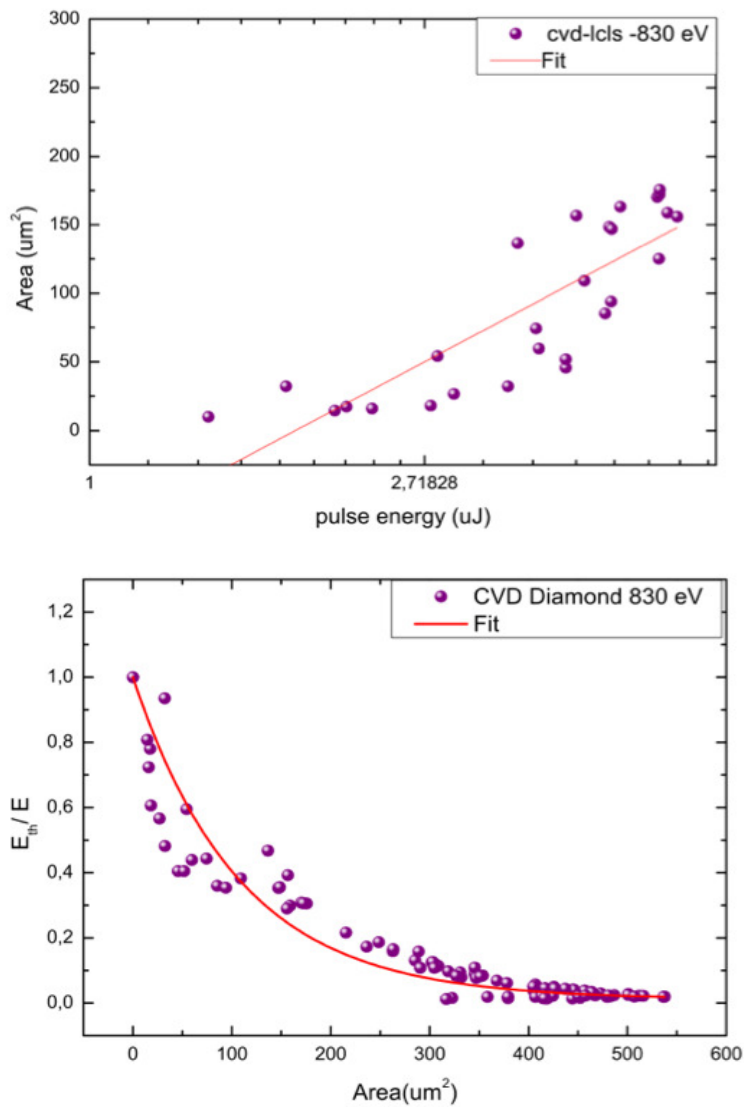 300
cvd-lcls -830 eV
Fit
250
200
150
100
50
0
Area (um²)
1
2,71828
pulse energy (uJ)
1,2
CVD Diamond 830 eV
Fit
1,0
0,8
0,6
0,4
0,2
0,0
E_th/ E
0
100
200
300
400
500
600
Area(um²)